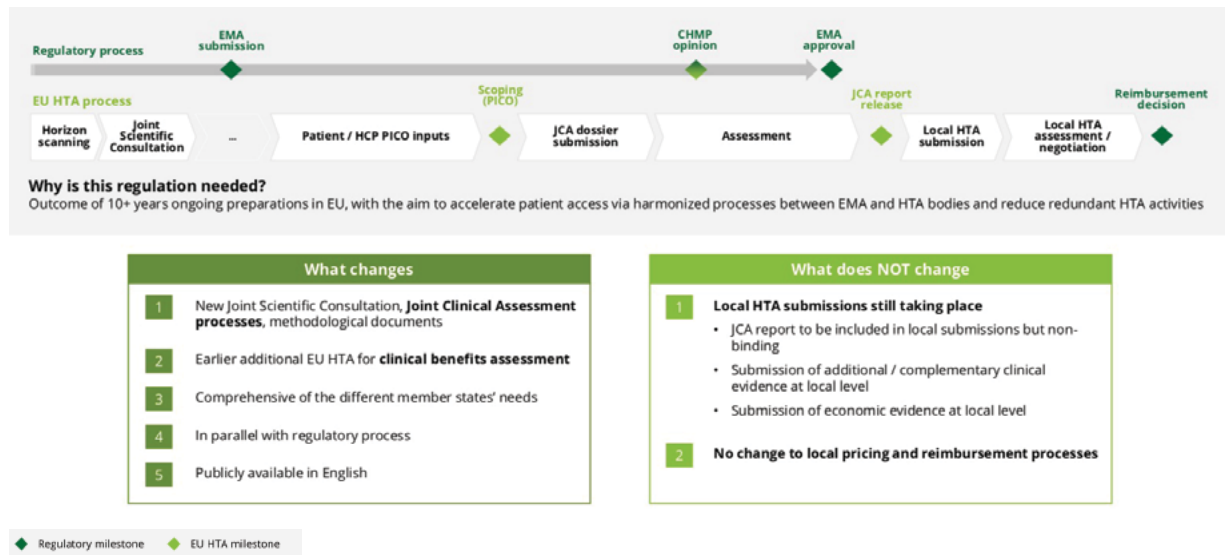 EMA
submission
CHMP
opinion
EMA
approval
Regulatory process
EU HTA process
Scoping
(PICO)
JCA report
release
Reimbursement
decision
Horizon
scanning
Joint
Scientific
Consultation
...
Patient / HCP PICO inputs
JCA dossier
submission
Assessment
Local HTA
submission
Local HTA
assessment /
negotiation
Why is this regulation needed?
Outcome of 10+ years ongoing preparations in EU, with the aim to accelerate patient access via harmonized processes between EMA and HTA bodies and reduce redundant HTA activities
What changes
1
New Joint Scientific Consultation, Joint Clinical Assessment
processes, methodological documents
2
Earlier additional EU HTA for clinical benefits assessment
3
Comprehensive of the different member states' needs
4
In parallel with regulatory process
5
Publicly available in English
What does NOT change
1
Local HTA submissions still taking place
• JCA report to be included in local submissions but non-
binding
• Submission of additional / complementary clinical
evidence at local level
• Submission of economic evidence at local level
2
No change to local pricing and reimbursement processes
Regulatory milestone
EU HTA milestone